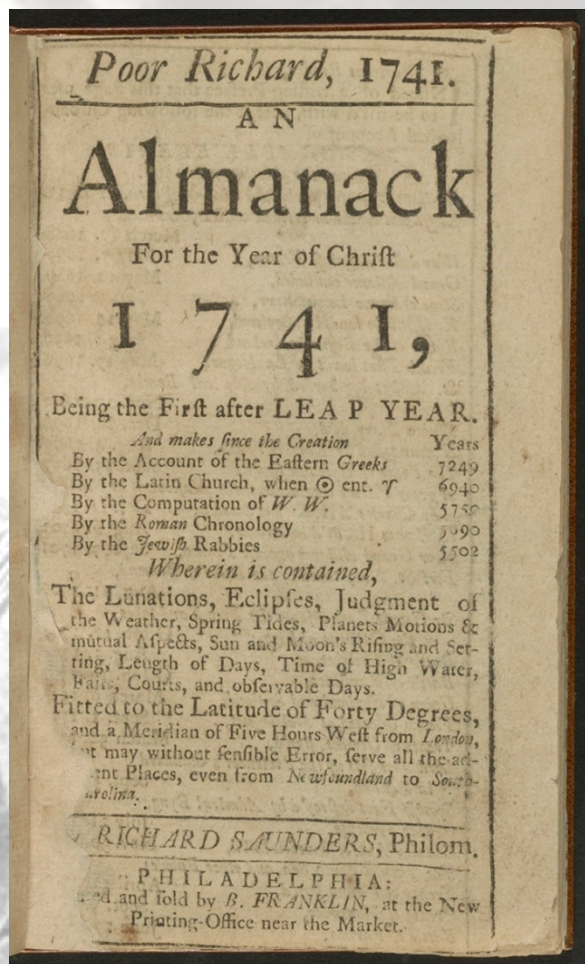 Poor Richard, 1741.
AN
Almanack
For the Year of Chriſt
1741,
Being the Firſt after LEAP YEAR.
And makes ſince the Creation Years
By the Account of the Eaſtern Greeks 7249
By the Latin Church, when ☉ ent. ♈ 6940
By the Computation of W. W.
By the Roman Chronology
By the Jewiſh Rabbies 5502
Wherein is contained,
The Lunations, Eclipſes, Judgment of
the Weather, Spring Tides, Planets Motions &
mutual Aſpects, Sun and Moon's Riſing and Set-
ting, Length of Days, Time of High Water,
Fairs, Courts, and obſervable Days.
Fitted to the Latitude of Forty Degrees,
and a Meridian of Five Hours Weſt from London,
may without ſenſible Error, ſerve all the ad-
Places, even from Newfoundland to South-
RICHARD SAUNDERS, Philom.
PHILADELPHIA:
and ſold by B. FRANKLIN, at the New
Printing-Office near the Market.